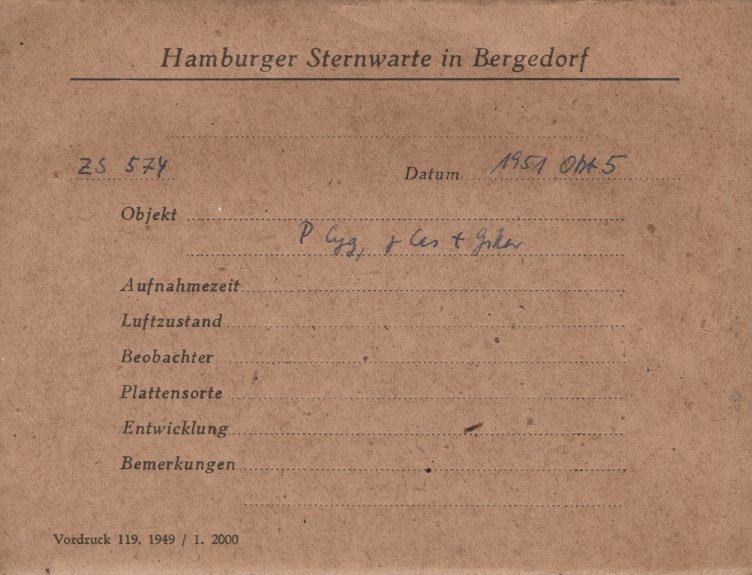 Hamburger Sternwarte in Bergedorf
ZS 574 Datum 1951 Okt 5
Objekt
P Cyg, γ Cas +
Aufnahmezeit
Luftzustand
Beobachter
Plattensorte
Entwicklung
Bemerkungen
Vordruck 119. 1949 / 1. 2000